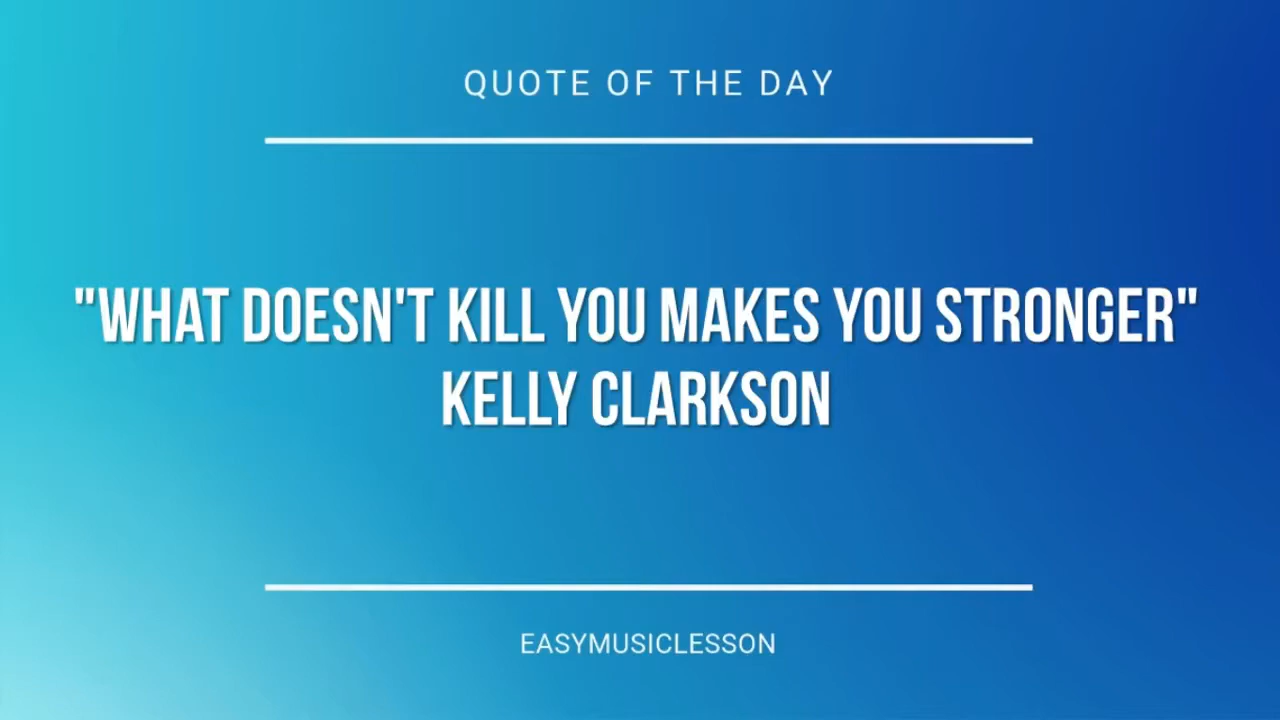 QUOTE OF THE DAY
"WHAT DOESN'T KILL YOU MAKES YOU STRONGER"
KELLY CLARKSON
EASYMUSICLESSON